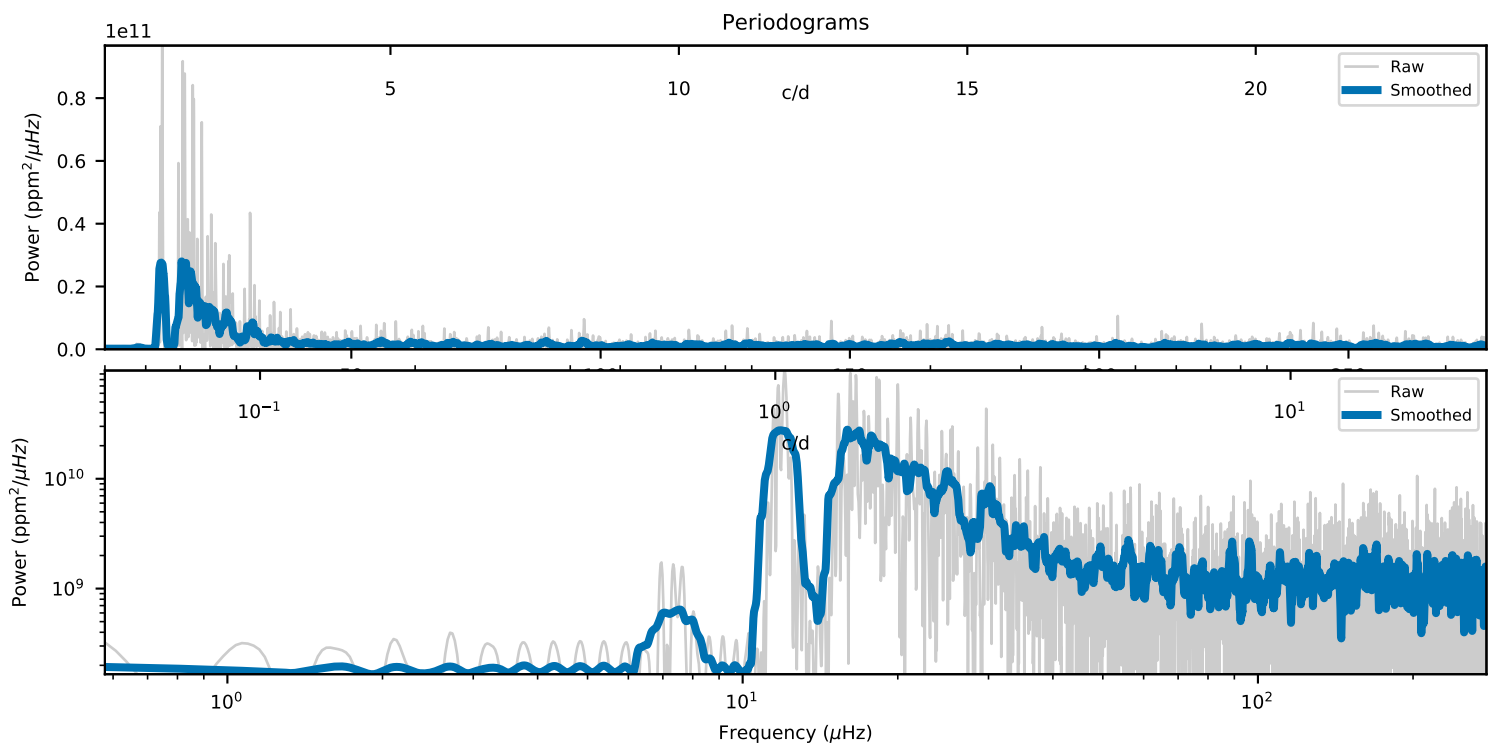 Periodograms
1e11
5 10 15 20
c/d
Raw
Smoothed
0.8
0.6
0.4
0.2
0.0
Power (ppm²/μHz)
10⁻¹ 10⁰ 10¹
c/d
Raw
Smoothed
10¹⁰
10⁹
Power (ppm²/μHz)
10⁰ 10¹ 10²
Frequency (μHz)